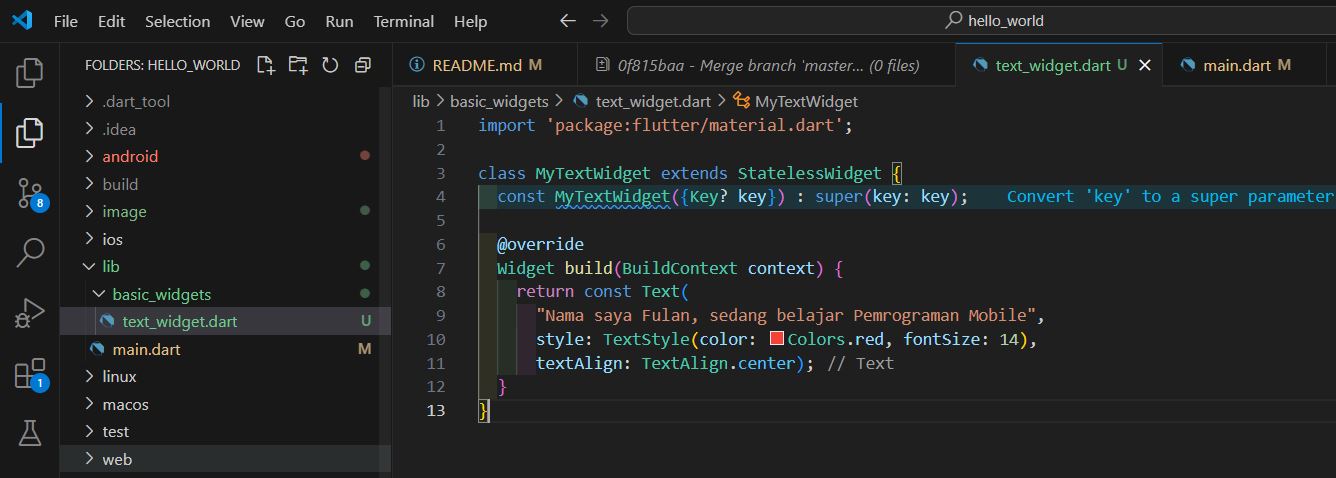 File Edit Selection View Go Run Terminal Help hello_world
FOLDERS: HELLO_WORLD
.dart_tool
.idea
android
build
image
ios
lib
basic_widgets
text_widget.dart U
main.dart M
linux
macos
test
web
8
1
README.md M 0f815baa - Merge branch 'master... (0 files) text_widget.dart U main.dart M
lib > basic_widgets > text_widget.dart > MyTextWidget
1 import 'package:flutter/material.dart';
2
3 class MyTextWidget extends StatelessWidget {
4 const MyTextWidget({Key? key}) : super(key: key); Convert 'key' to a super parameter
5
6 @override
7 Widget build(BuildContext context) {
8 return const Text(
9 "Nama saya Fulan, sedang belajar Pemrograman Mobile",
10 style: TextStyle(color: Colors.red, fontSize: 14),
11 textAlign: TextAlign.center); // Text
12 }
13 }